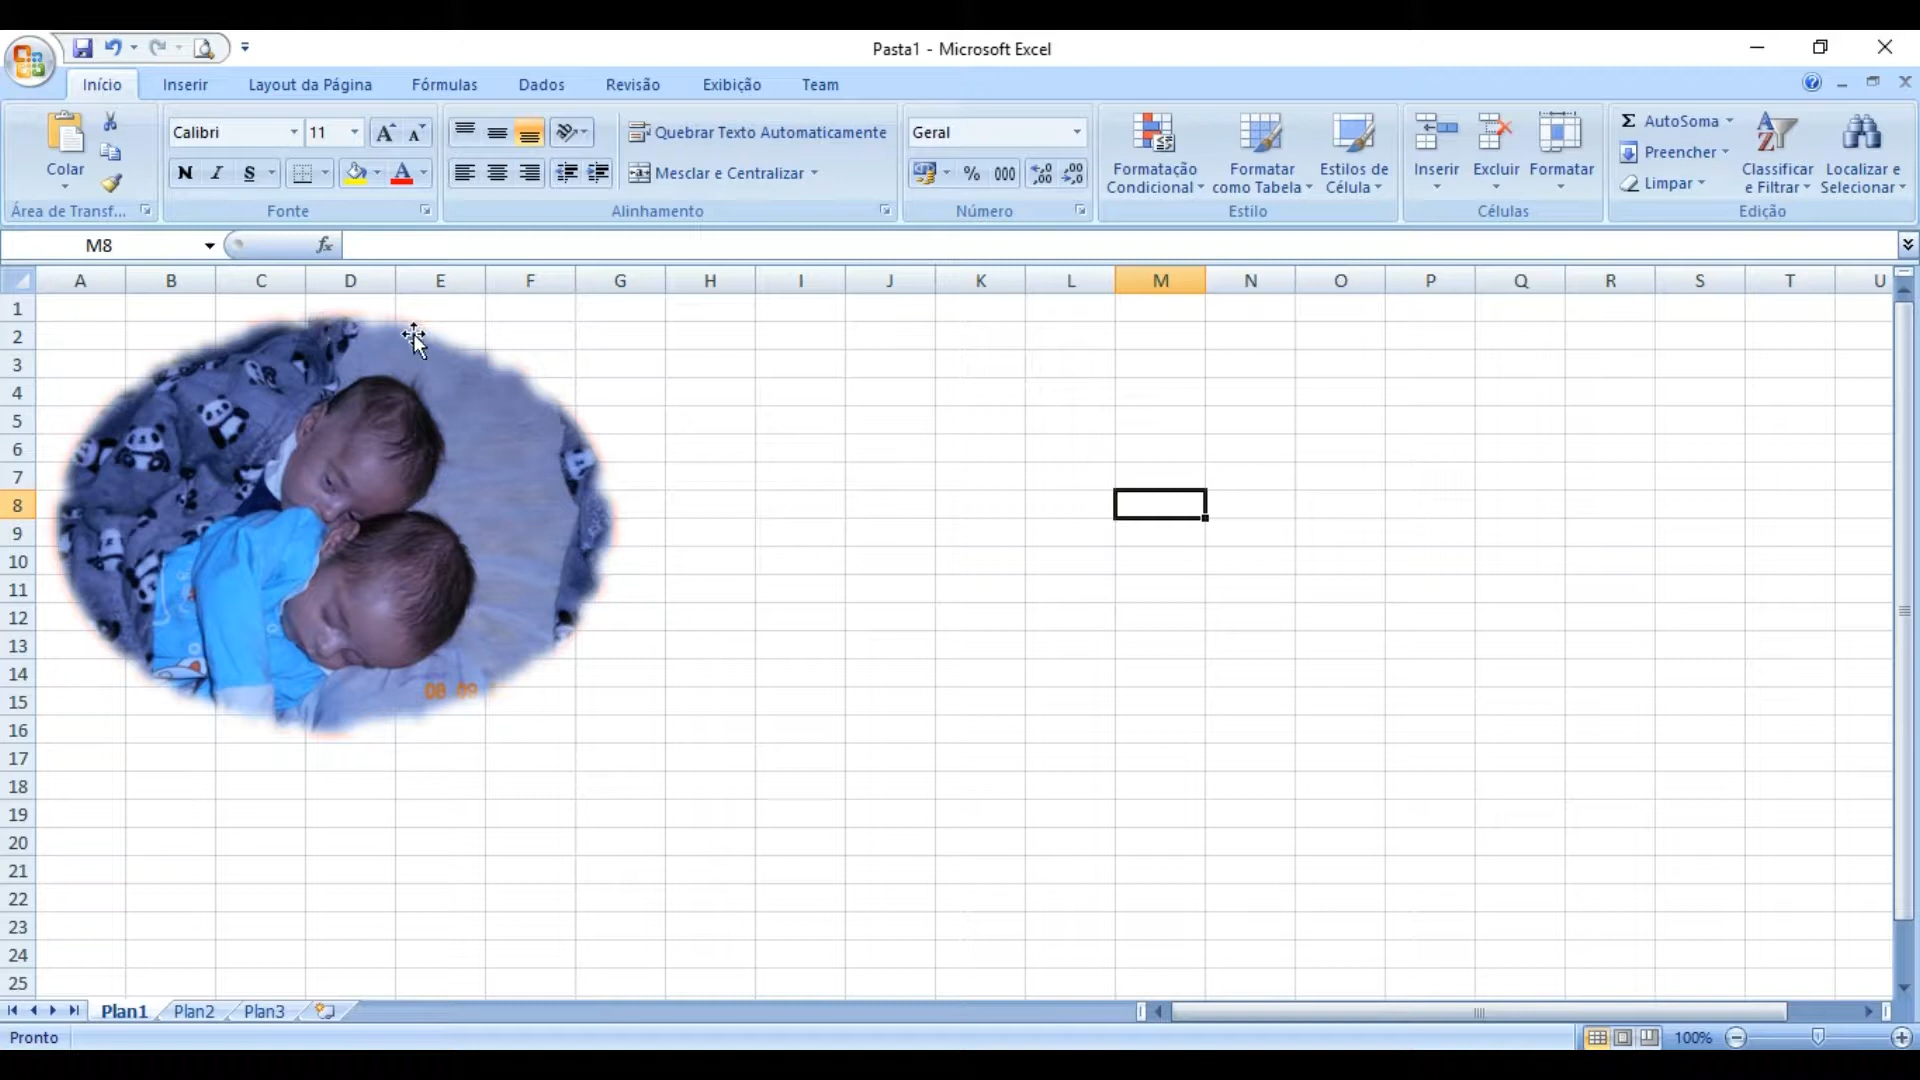 Pasta1 - Microsoft Excel
Início Inserir Layout da Página Fórmulas Dados Revisão Exibição Team
Calibri 11 Quebrar Texto Automaticamente Geral Σ AutoSoma
Preencher
Colar N I S Mesclar e Centralizar % 000 Formatação Condicional Formatar como Tabela Estilos de Célula Inserir Excluir Formatar Limpar Classificar e Filtrar Localizar e Selecionar
Área de Transf... Fonte Alinhamento Número Estilo Células Edição
M8 fx
A B C D E F G H I J K L M N O P Q R S T U
1
2
3
4
5
6
7
8
9
10
11
12
13
14
15
16
17
18
19
20
21
22
23
24
25
08 09
Plan1 Plan2 Plan3
Pronto 100%